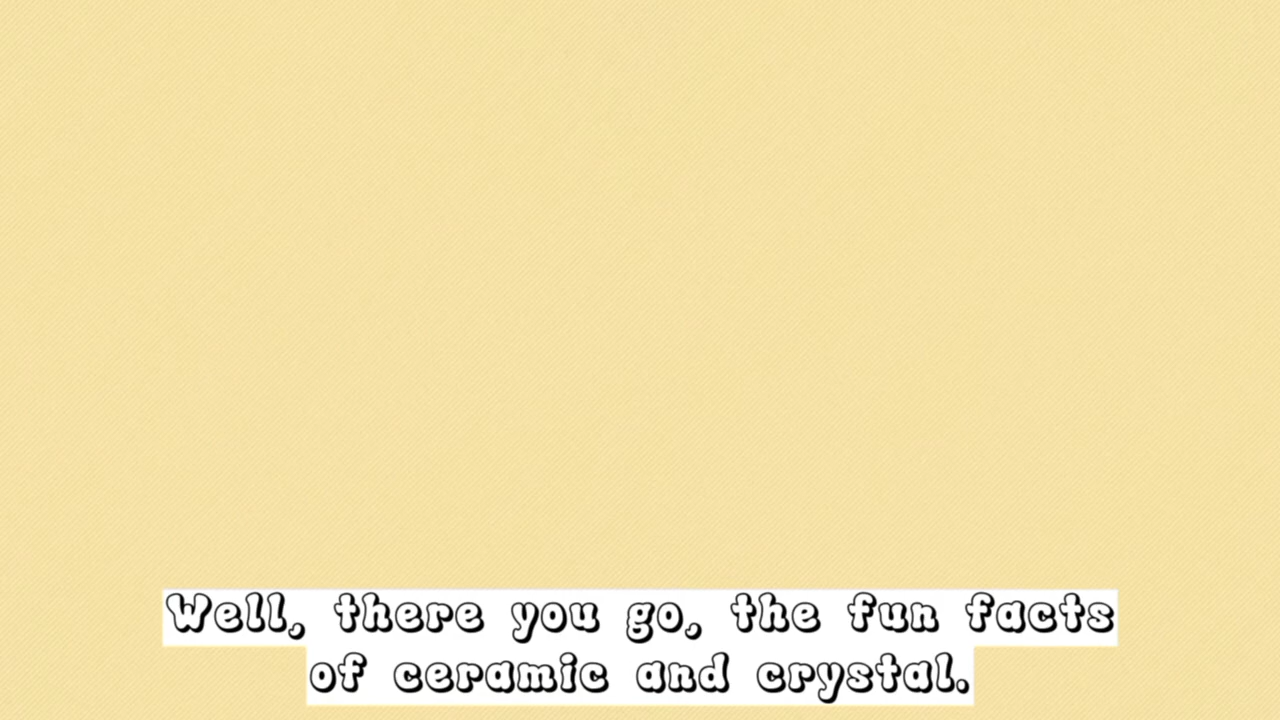 Well, there you go, the fun facts
of ceramic and crystal.